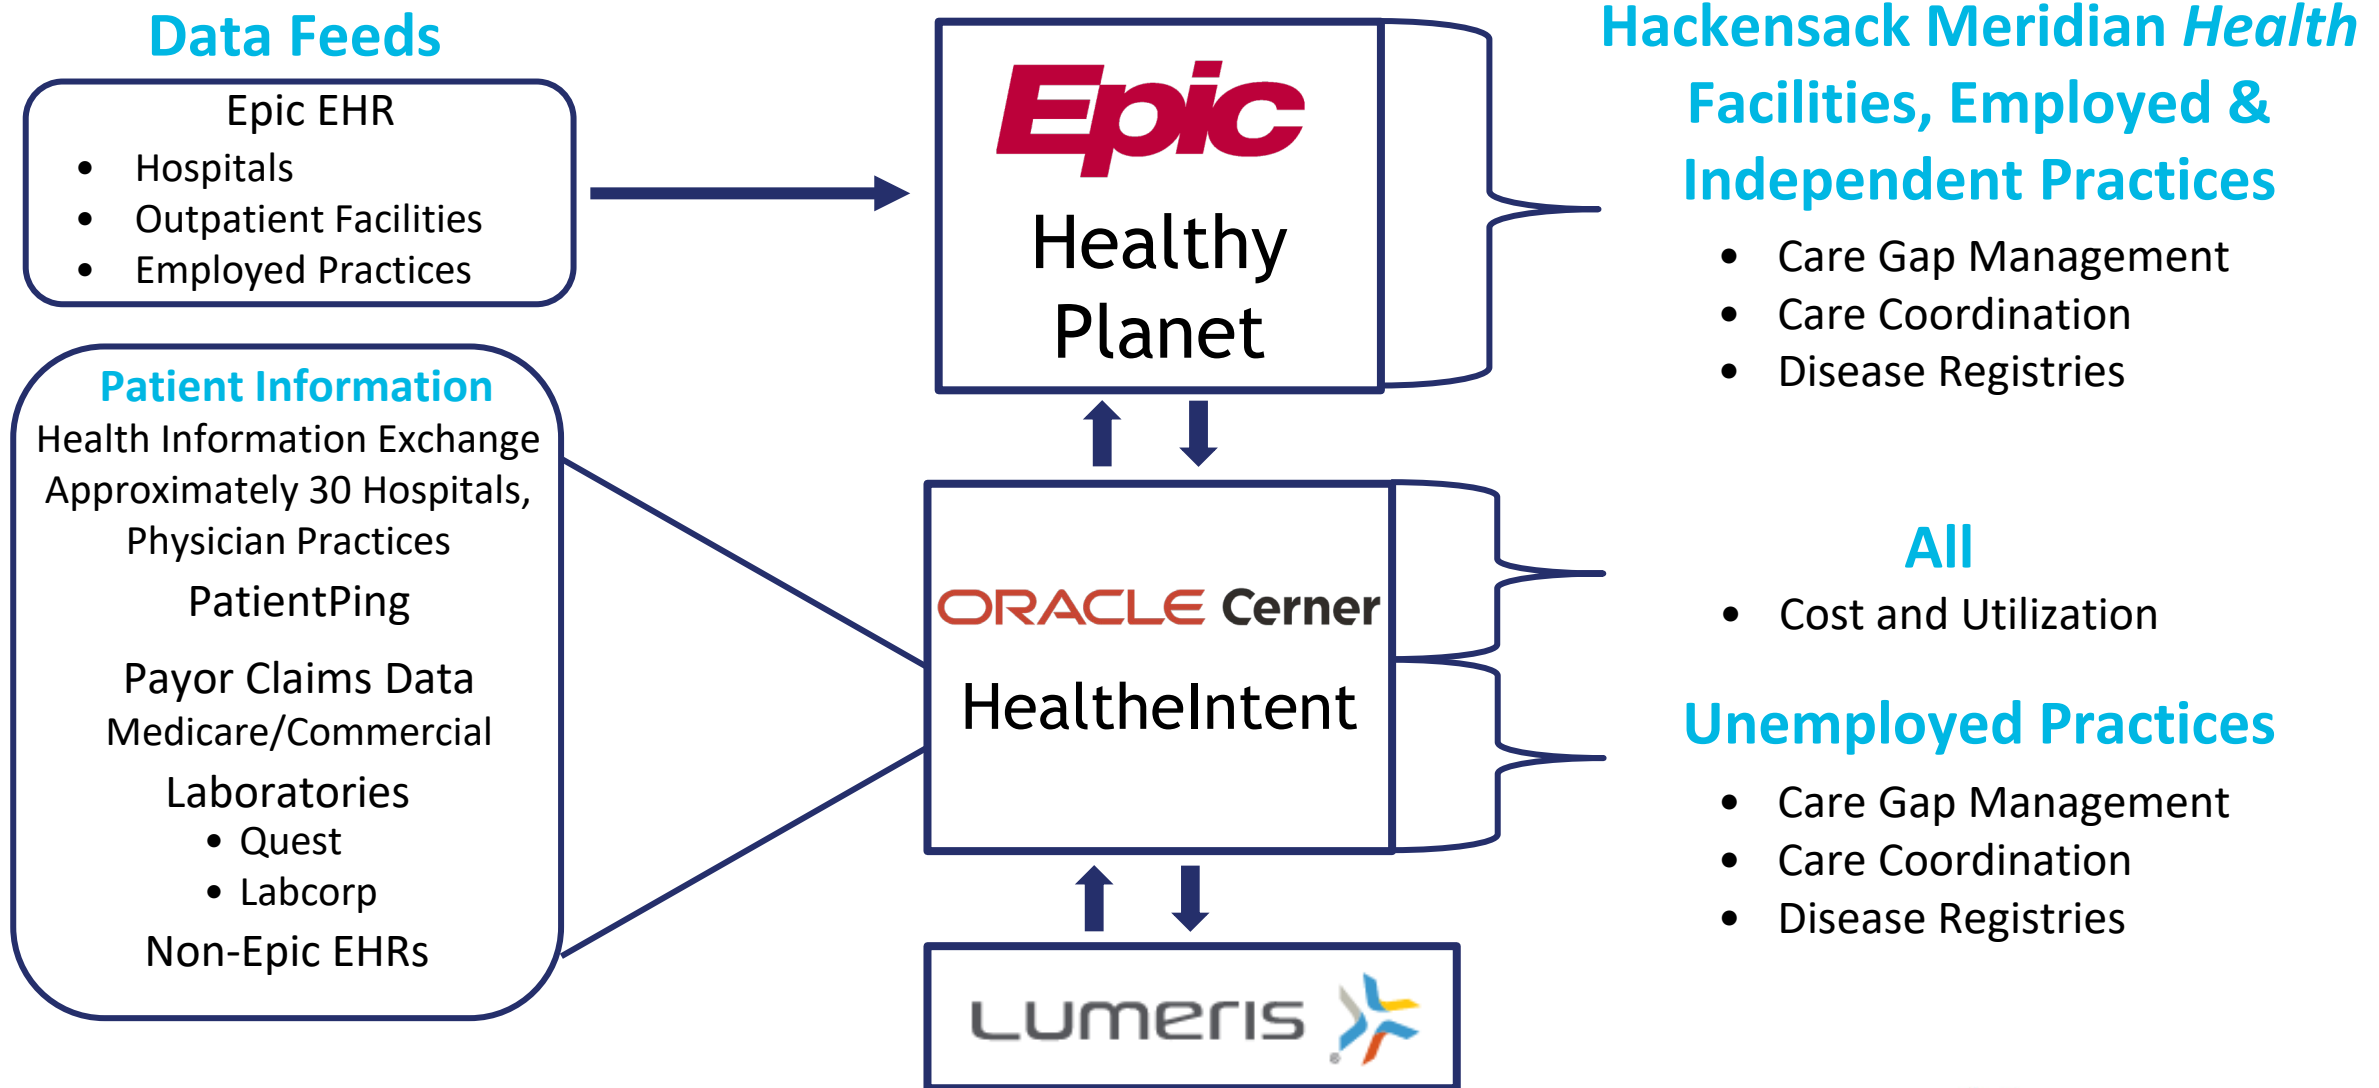 Data Feeds
Epic EHR
• Hospitals
• Outpatient Facilities
• Employed Practices
Patient Information
Health Information Exchange
Approximately 30 Hospitals,
Physician Practices
PatientPing
Payor Claims Data
Medicare/Commercial
Laboratories
• Quest
• Labcorp
Non-Epic EHRs
Epic
Healthy
Planet
ORACLE Cerner
HealtheIntent
LUMERIS
®
Hackensack Meridian Health
Facilities, Employed &
Independent Practices
• Care Gap Management
• Care Coordination
• Disease Registries
All
• Cost and Utilization
Unemployed Practices
• Care Gap Management
• Care Coordination
• Disease Registries